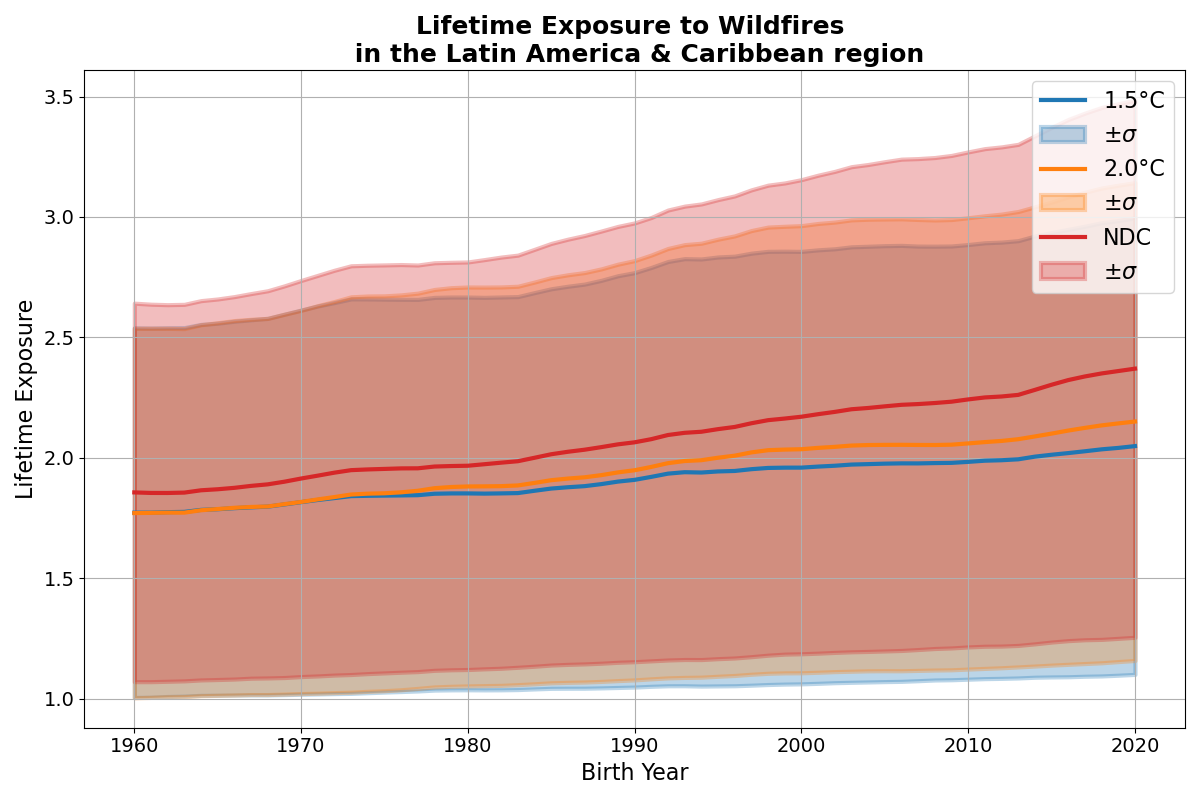 Lifetime Exposure to Wildfires
in the Latin America & Caribbean region
3.5
3.0
2.5
2.0
1.5
1.0
Lifetime Exposure
1960
1970
1980
1990
2000
2010
2020
Birth Year
1.5°C
±σ
2.0°C
±σ
NDC
±σ